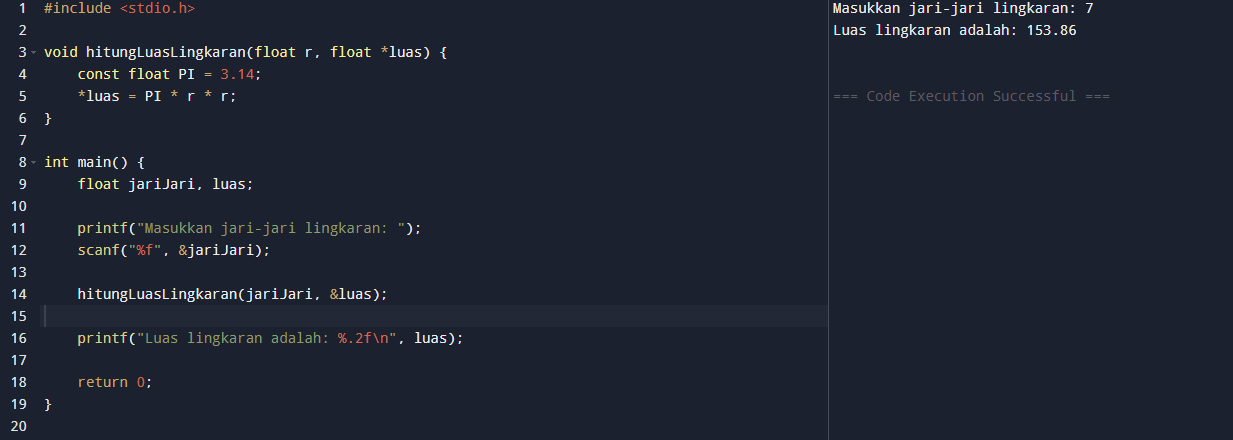 1 #include <stdio.h>
2
3 void hitungLuasLingkaran(float r, float *luas) {
4     const float PI = 3.14;
5     *luas = PI * r * r;
6 }
7
8 int main() {
9     float jariJari, luas;
10
11     printf("Masukkan jari-jari lingkaran: ");
12     scanf("%f", &jariJari);
13
14     hitungLuasLingkaran(jariJari, &luas);
15
16     printf("Luas lingkaran adalah: %.2f\n", luas);
17
18     return 0;
19 }
20
Masukkan jari-jari lingkaran: 7
Luas lingkaran adalah: 153.86
=== Code Execution Successful ===